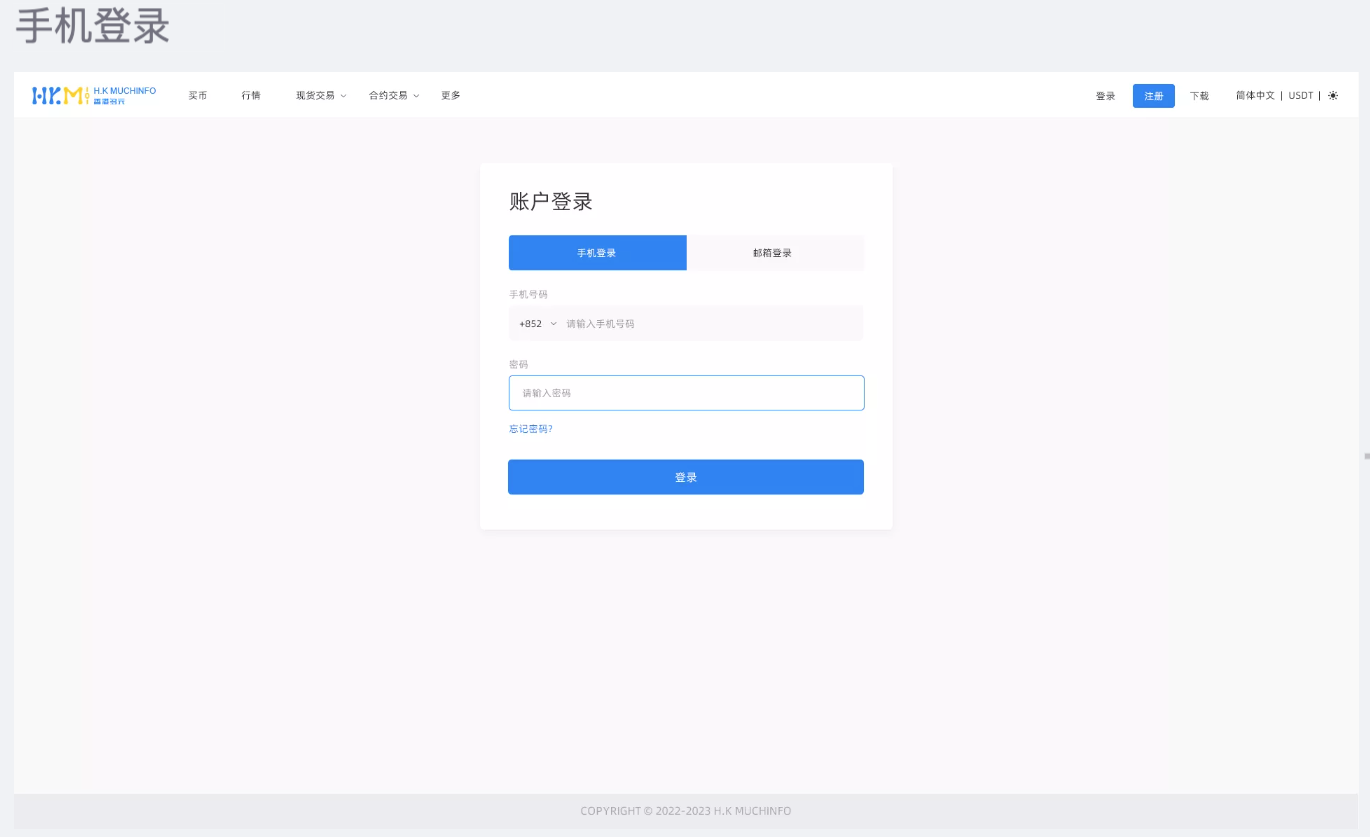 手机登录
HKM H.K MUCHINFO
买币 行情 现货交易 合约交易 更多 登录 注册 下载 简体中文 | USDT |
账户登录
手机登录 邮箱登录
手机号码
+852 请输入手机号码
密码
请输入密码
忘记密码?
登录
COPYRIGHT © 2022-2023 H.K MUCHINFO